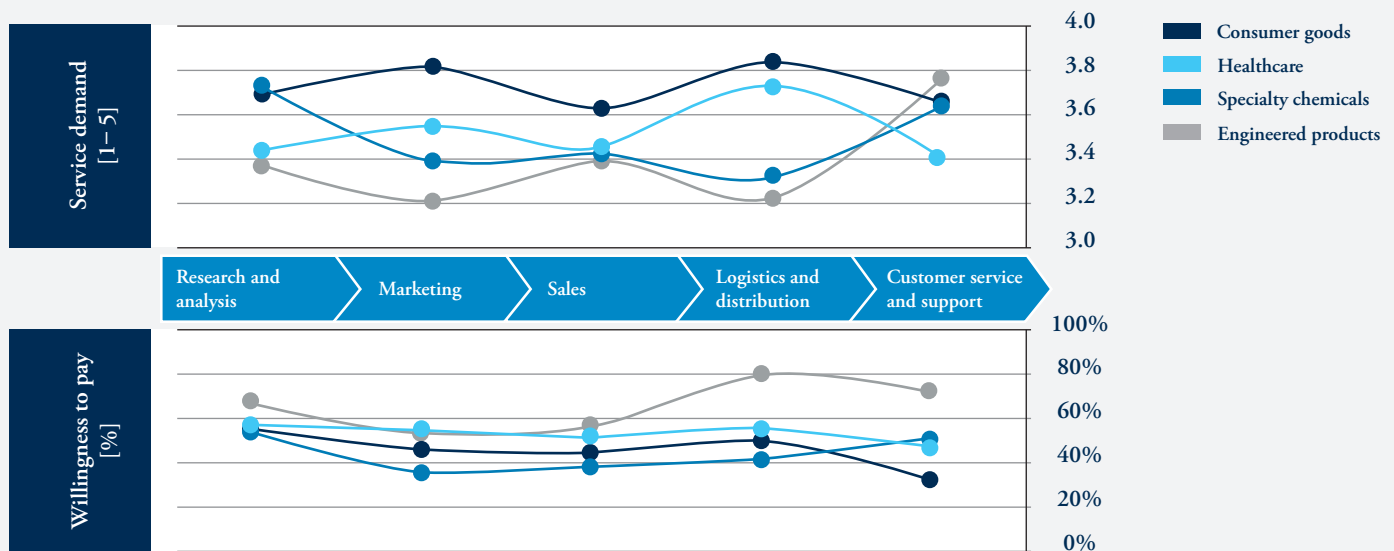 Service demand
[1– 5]
4.0
3.8
3.6
3.4
3.2
3.0
Consumer goods
Healthcare
Specialty chemicals
Engineered products
Research and
analysis
Marketing
Sales
Logistics and
distribution
Customer service
and support
Willingness to pay
[%]
100%
80%
60%
40%
20%
0%